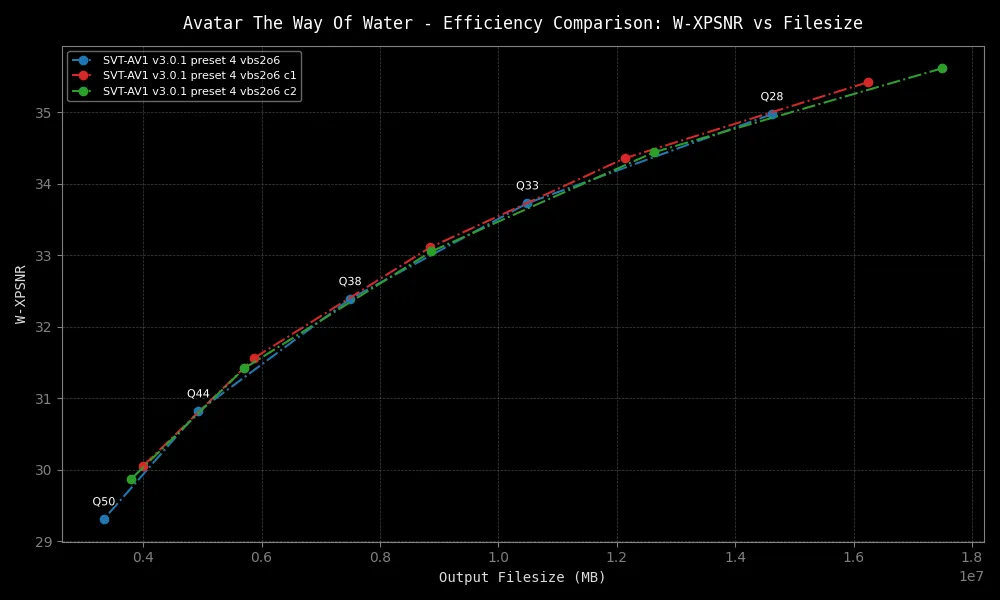 Avatar The Way Of Water - Efficiency Comparison: W-XPSNR vs Filesize
SVT-AV1 v3.0.1 preset 4 vbs2o6
SVT-AV1 v3.0.1 preset 4 vbs2o6 c1
SVT-AV1 v3.0.1 preset 4 vbs2o6 c2
Q28
Q33
Q38
Q44
Q50
W-XPSNR
35
34
33
32
31
30
29
0.4 0.6 0.8 1.0 1.2 1.4 1.6 1.8
1e7
Output Filesize (MB)